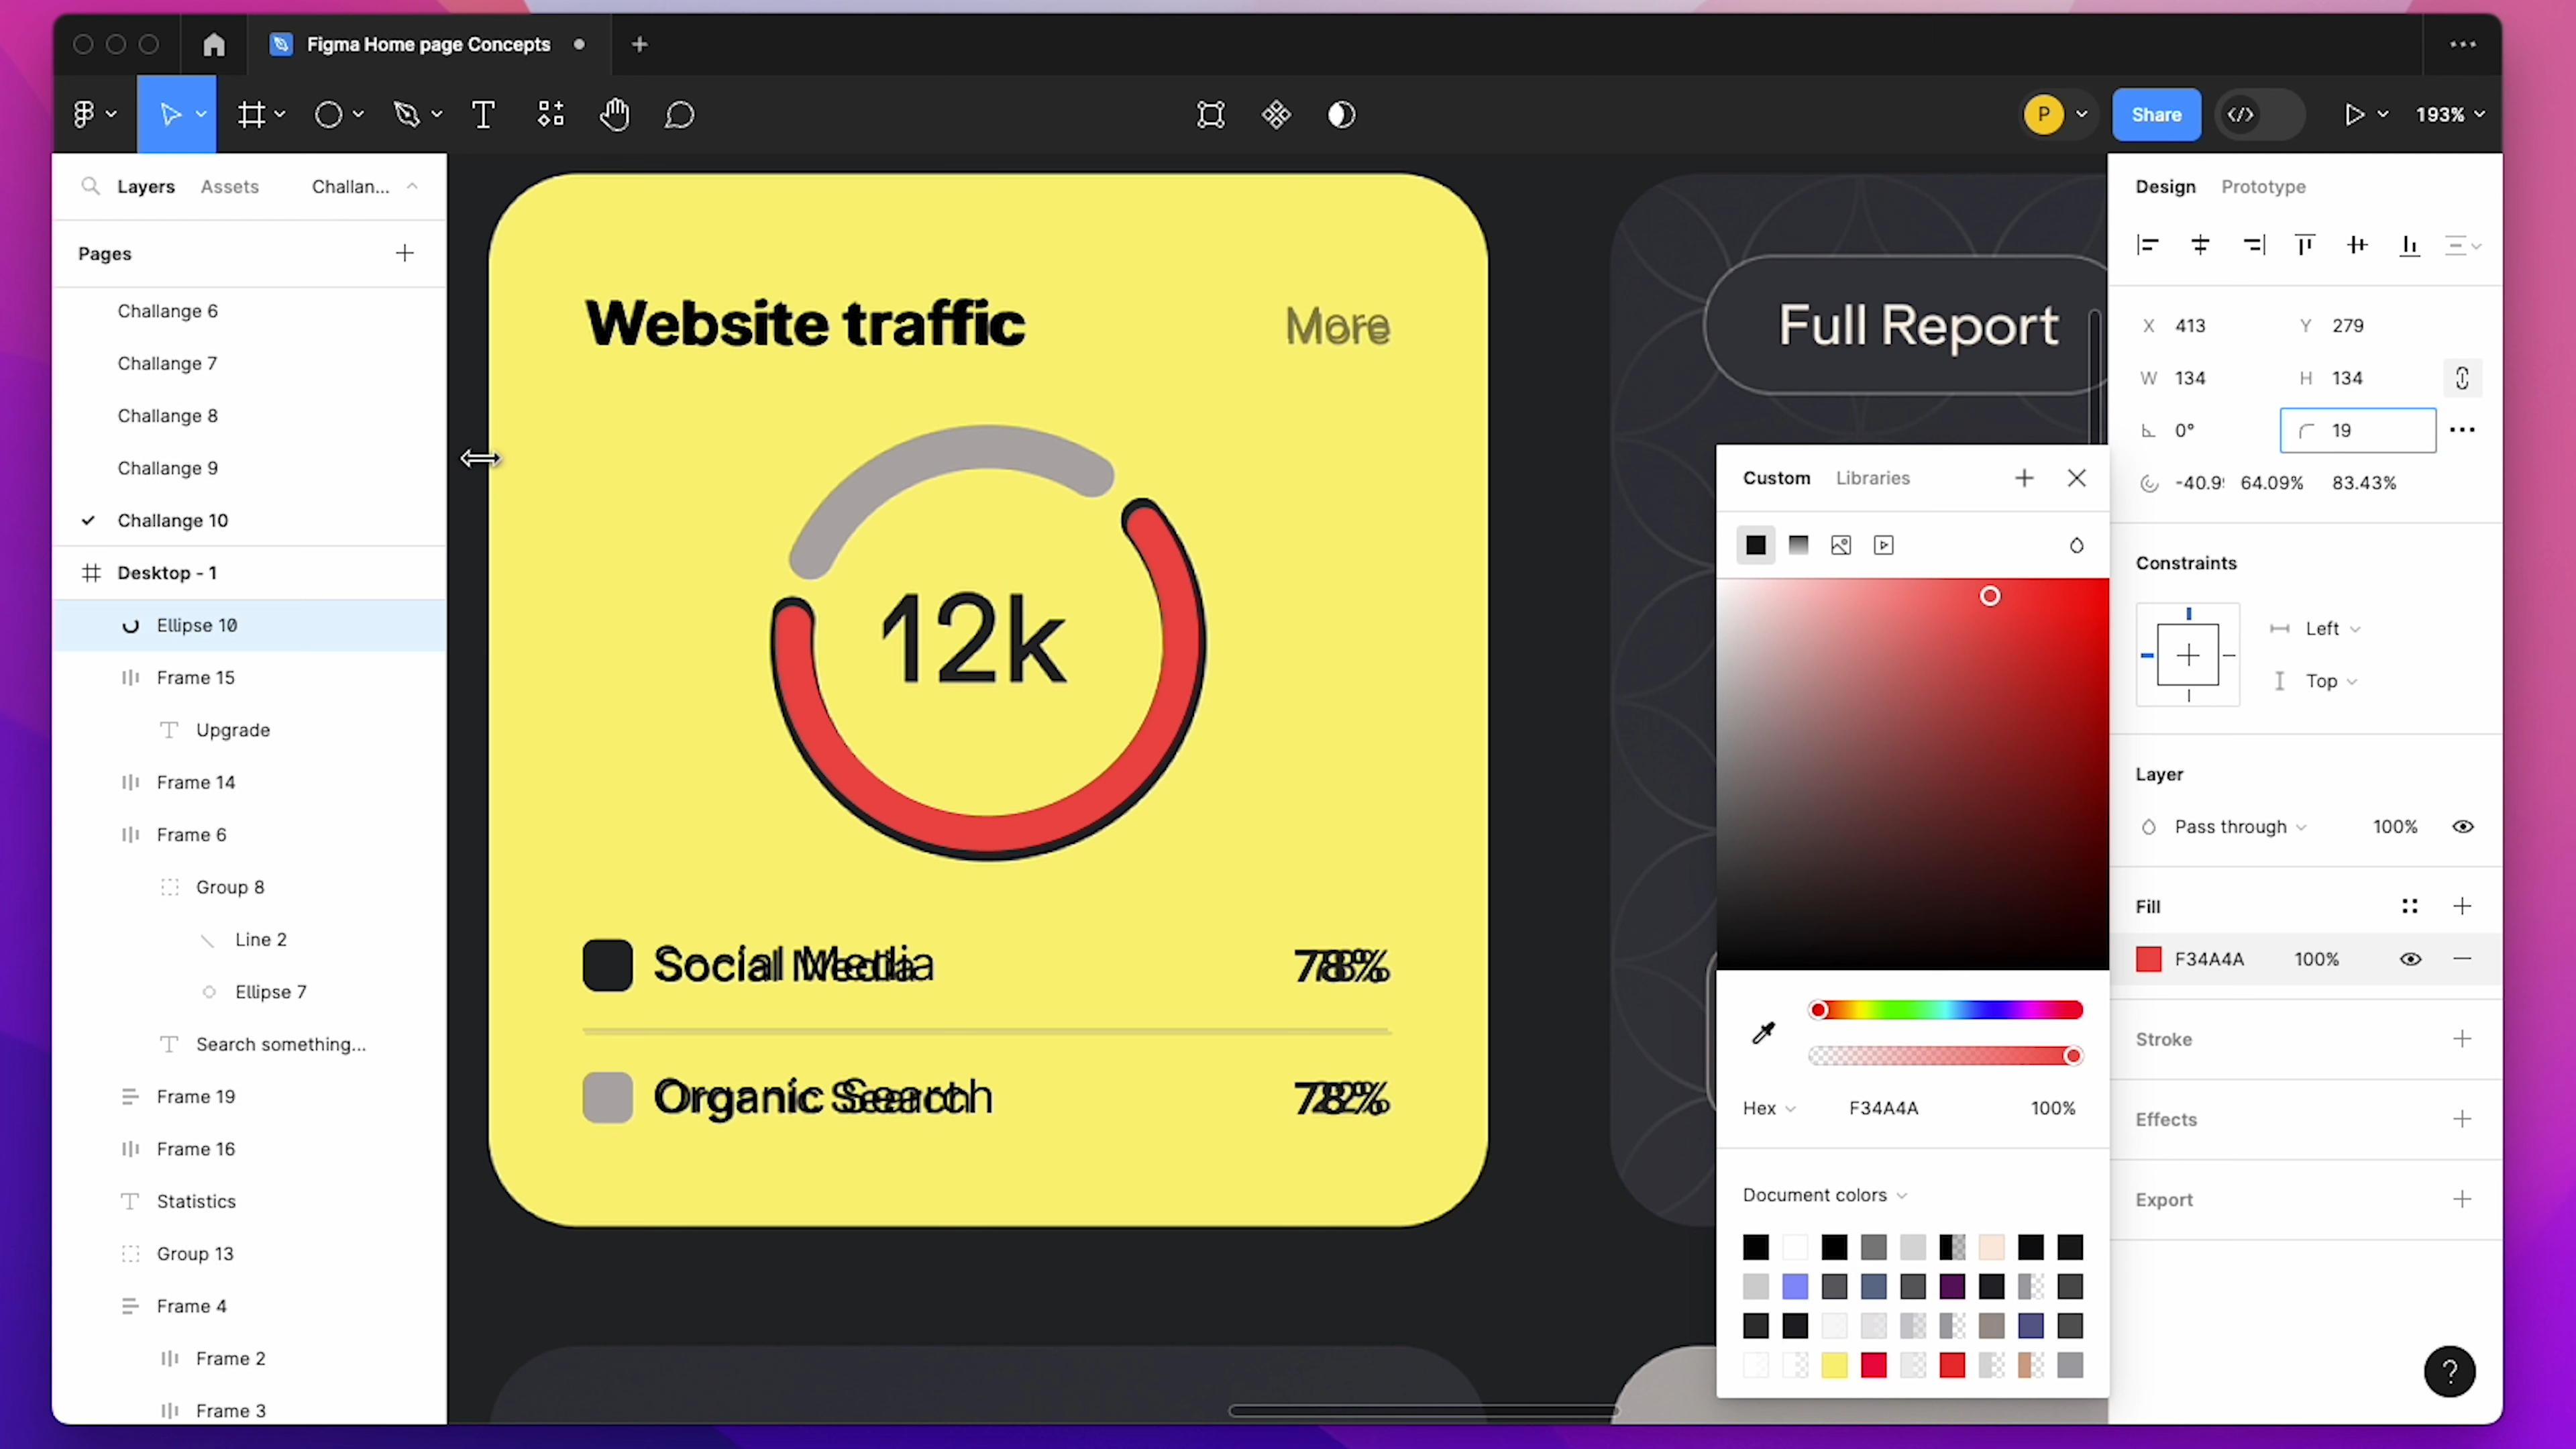 Figma Home page Concepts
P
Share
193%
Layers
Assets
Challan...
Pages
Challange 6
Challange 7
Challange 8
Challange 9
Challange 10
Desktop - 1
Ellipse 10
Frame 15
Upgrade
Frame 14
Frame 6
Group 8
Line 2
Ellipse 7
Search something...
Frame 19
Frame 16
Statistics
Group 13
Frame 4
Frame 2
Frame 3
Website traffic
More
12k
Social Media
78%
Organic Search
Full Report
Custom
Libraries
Hex
F34A4A
100%
Document colors
Design
Prototype
X 413
Y 279
W 134
H 134
0°
19
64.09%
83.43%
Constraints
Left
Top
Layer
Pass through
100%
Fill
F34A4A
100%
Stroke
Effects
Export
?